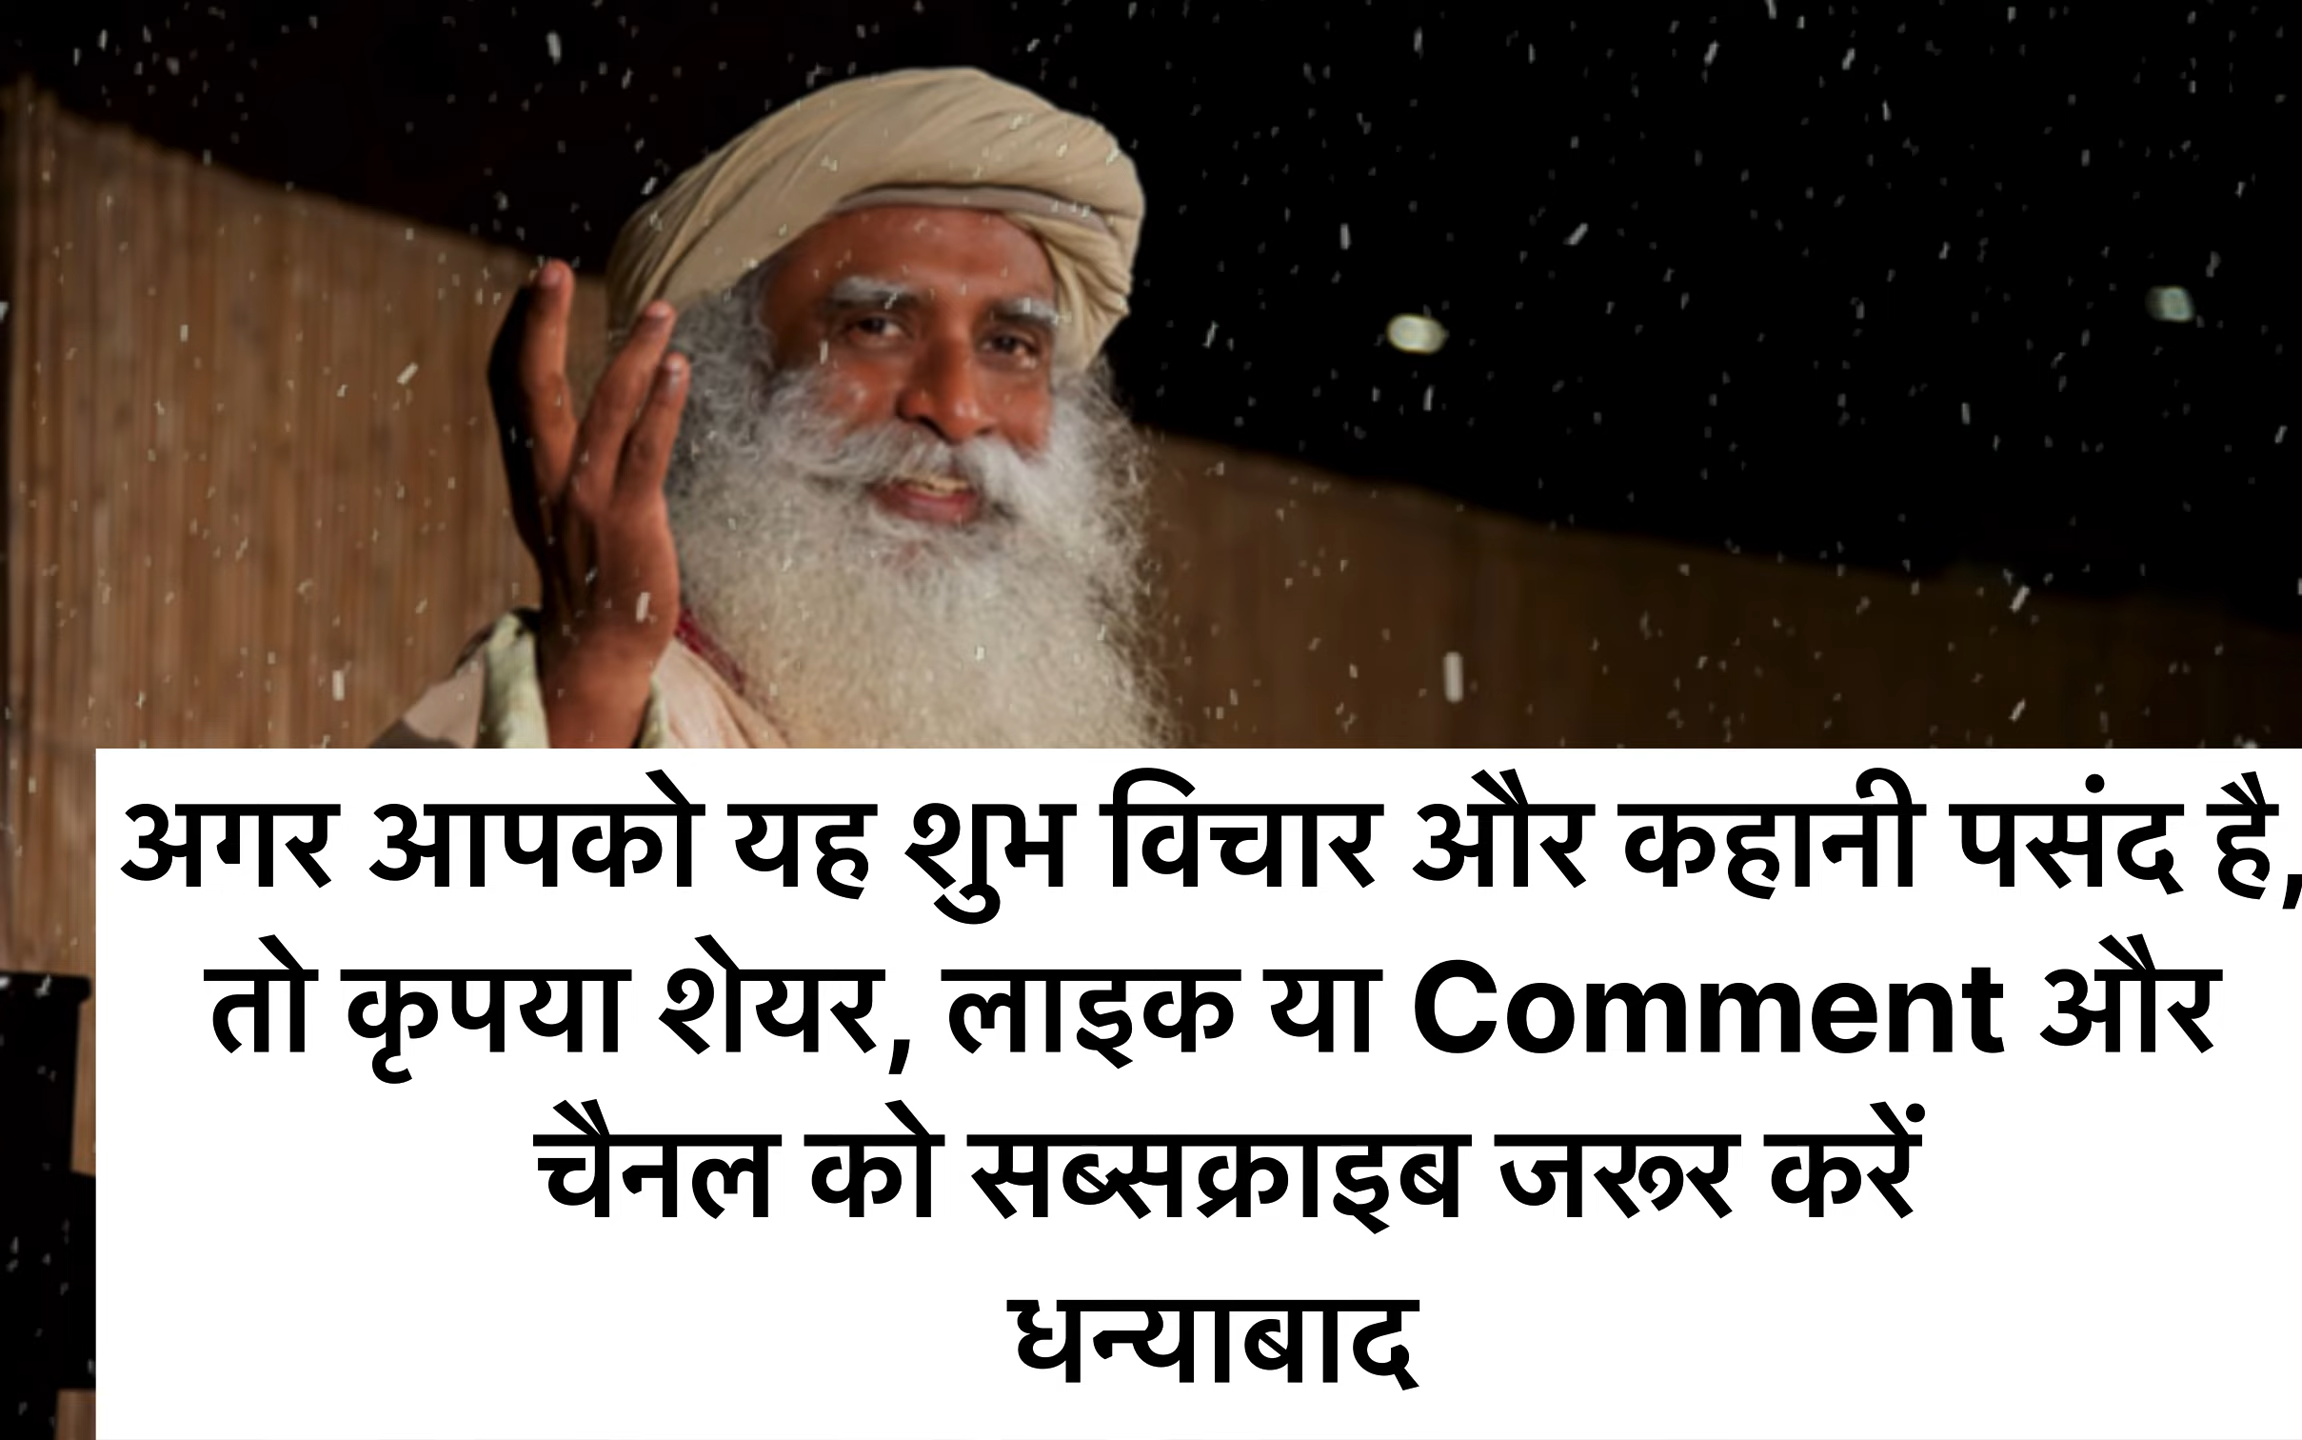 अगर आपको यह शुभ विचार और कहानी पसंद है,
तो कृपया शेयर, लाइक या Comment और
चैनल को सब्सक्राइब जरूर करें
धन्याबाद